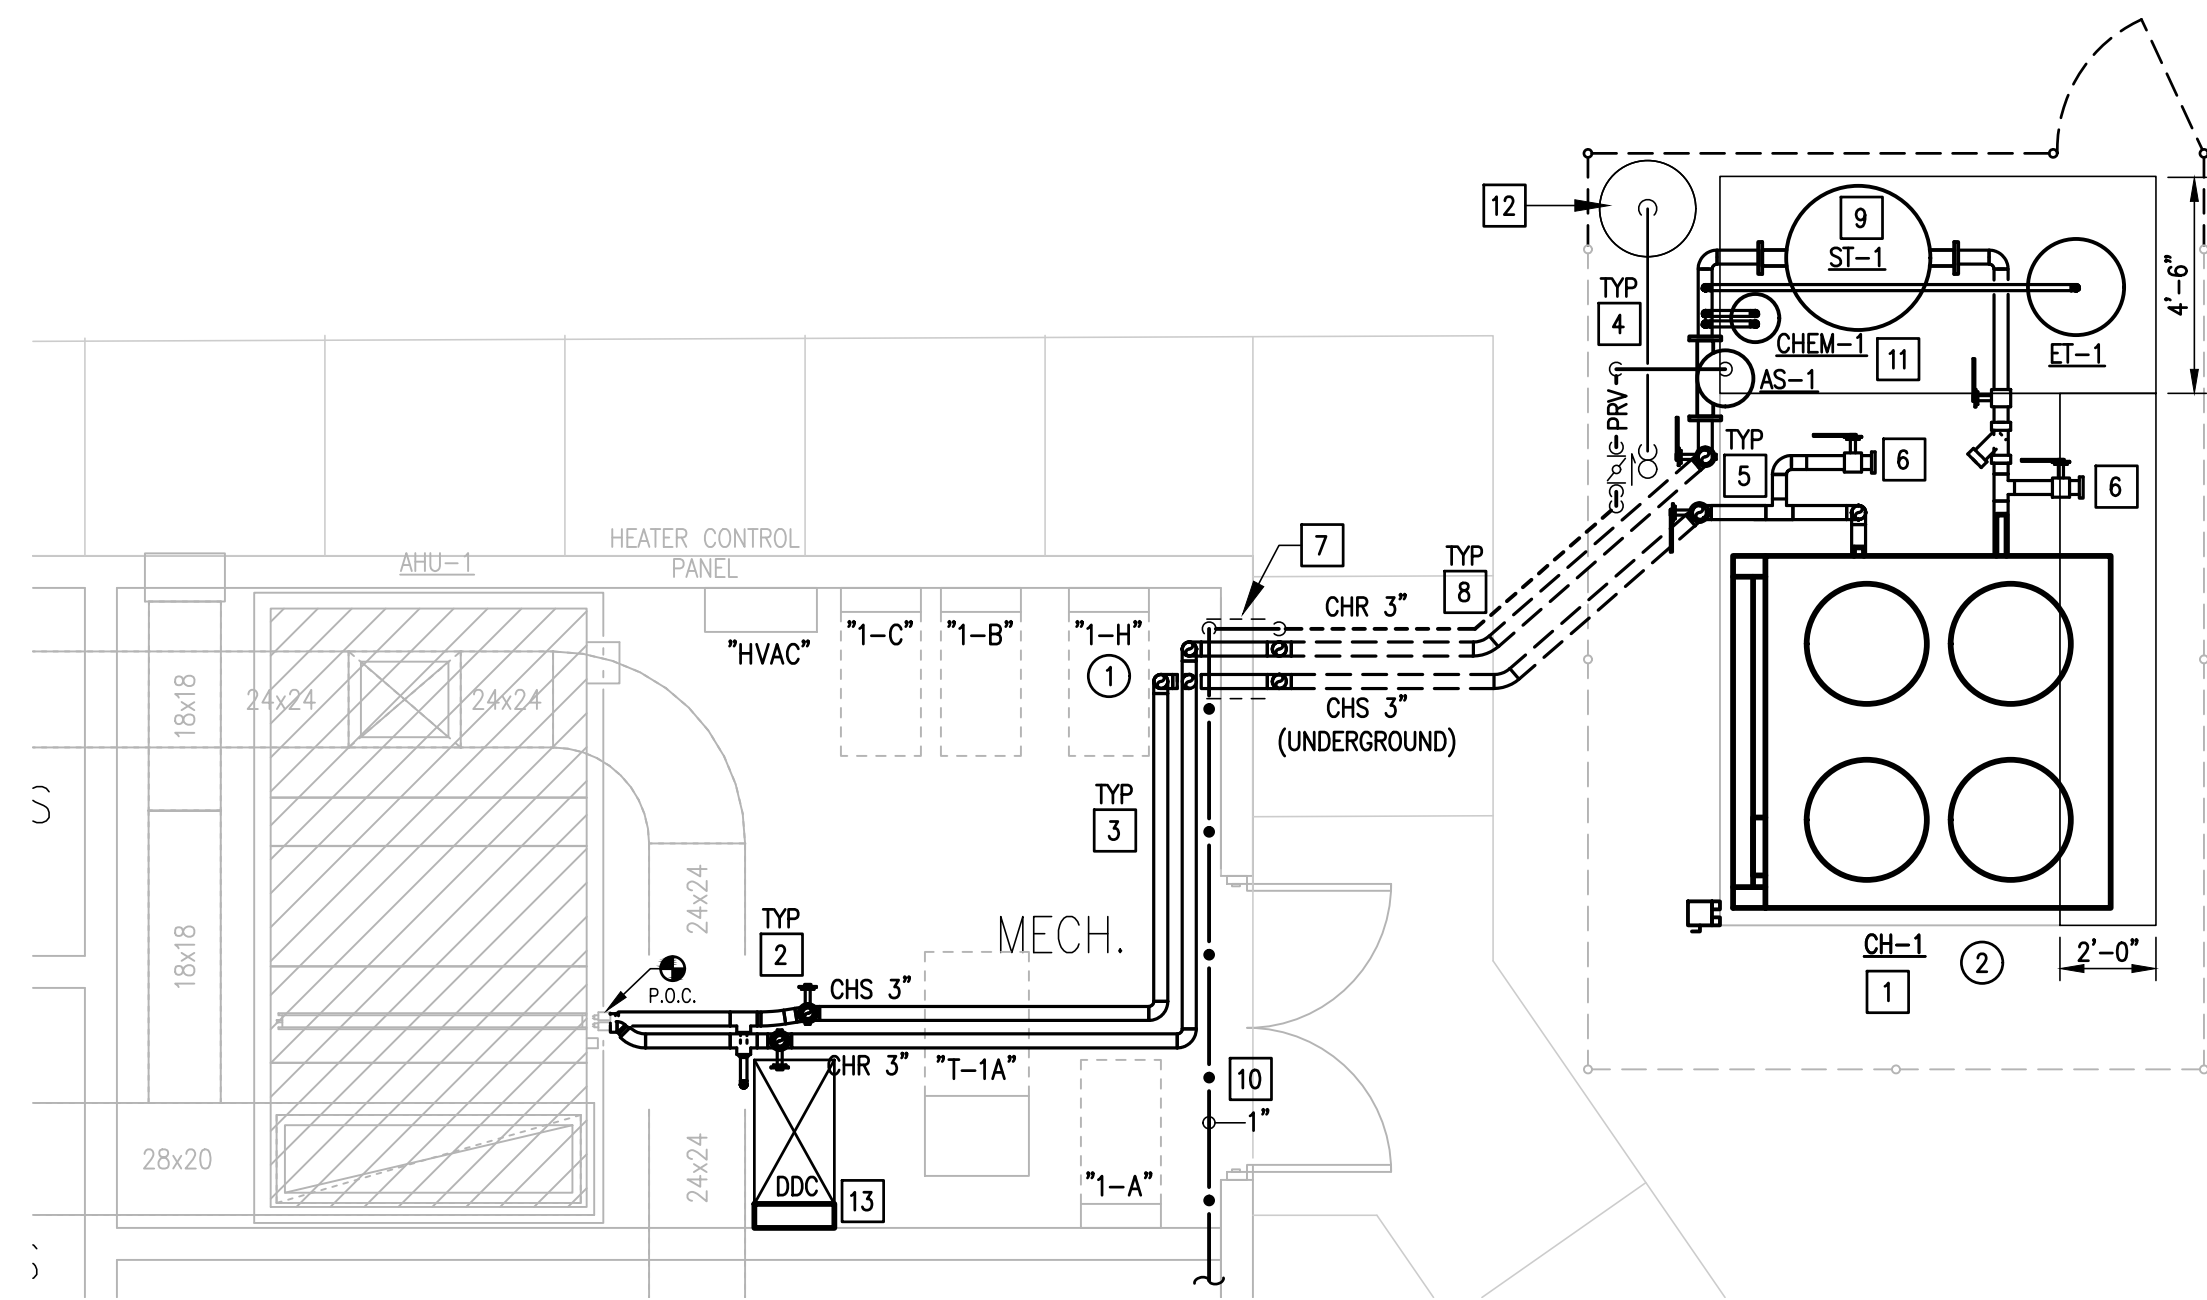 12
9
ST-1
4'-6"
TYP
4
CHEM-1
11
ET-1
AS-1
PRV
TYP
5
6
6
HEATER CONTROL
PANEL
AHU-1
7
TYP
8
CHR 3"
"HVAC"
"1-C"
"1-B"
"1-H"
1
18x18
24x24
24x24
CHS 3"
(UNDERGROUND)
S
TYP
3
24x24
MECH.
TYP
2
18x18
CH-1
2
2'-0"
1
P.O.C.
CHS 3"
CHR 3"
"T-1A"
10
1"
28x20
24x24
DDC
13
"1-A"